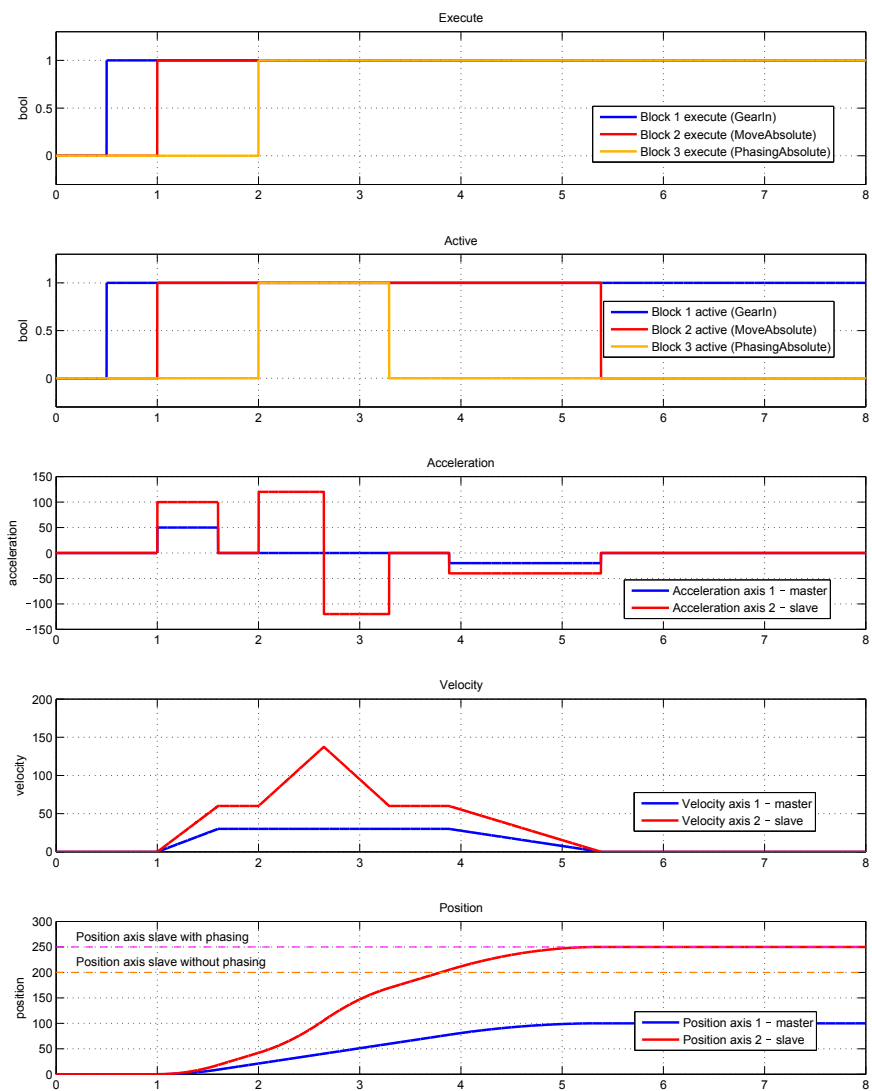 Execute
1
0.5
0
bool
Block 1 execute (GearIn)
Block 2 execute (MoveAbsolute)
Block 3 execute (PhasingAbsolute)
0 1 2 3 4 5 6 7 8
Active
1
0.5
0
bool
Block 1 active (GearIn)
Block 2 active (MoveAbsolute)
Block 3 active (PhasingAbsolute)
0 1 2 3 4 5 6 7 8
Acceleration
150
100
50
0
−50
−100
−150
acceleration
Acceleration axis 1 − master
Acceleration axis 2 − slave
0 1 2 3 4 5 6 7 8
Velocity
200
150
100
50
0
velocity
Velocity axis 1 − master
Velocity axis 2 − slave
0 1 2 3 4 5 6 7 8
Position
300
250
200
150
100
50
0
position
Position axis slave with phasing
Position axis slave without phasing
Position axis 1 − master
Position axis 2 − slave
0 1 2 3 4 5 6 7 8